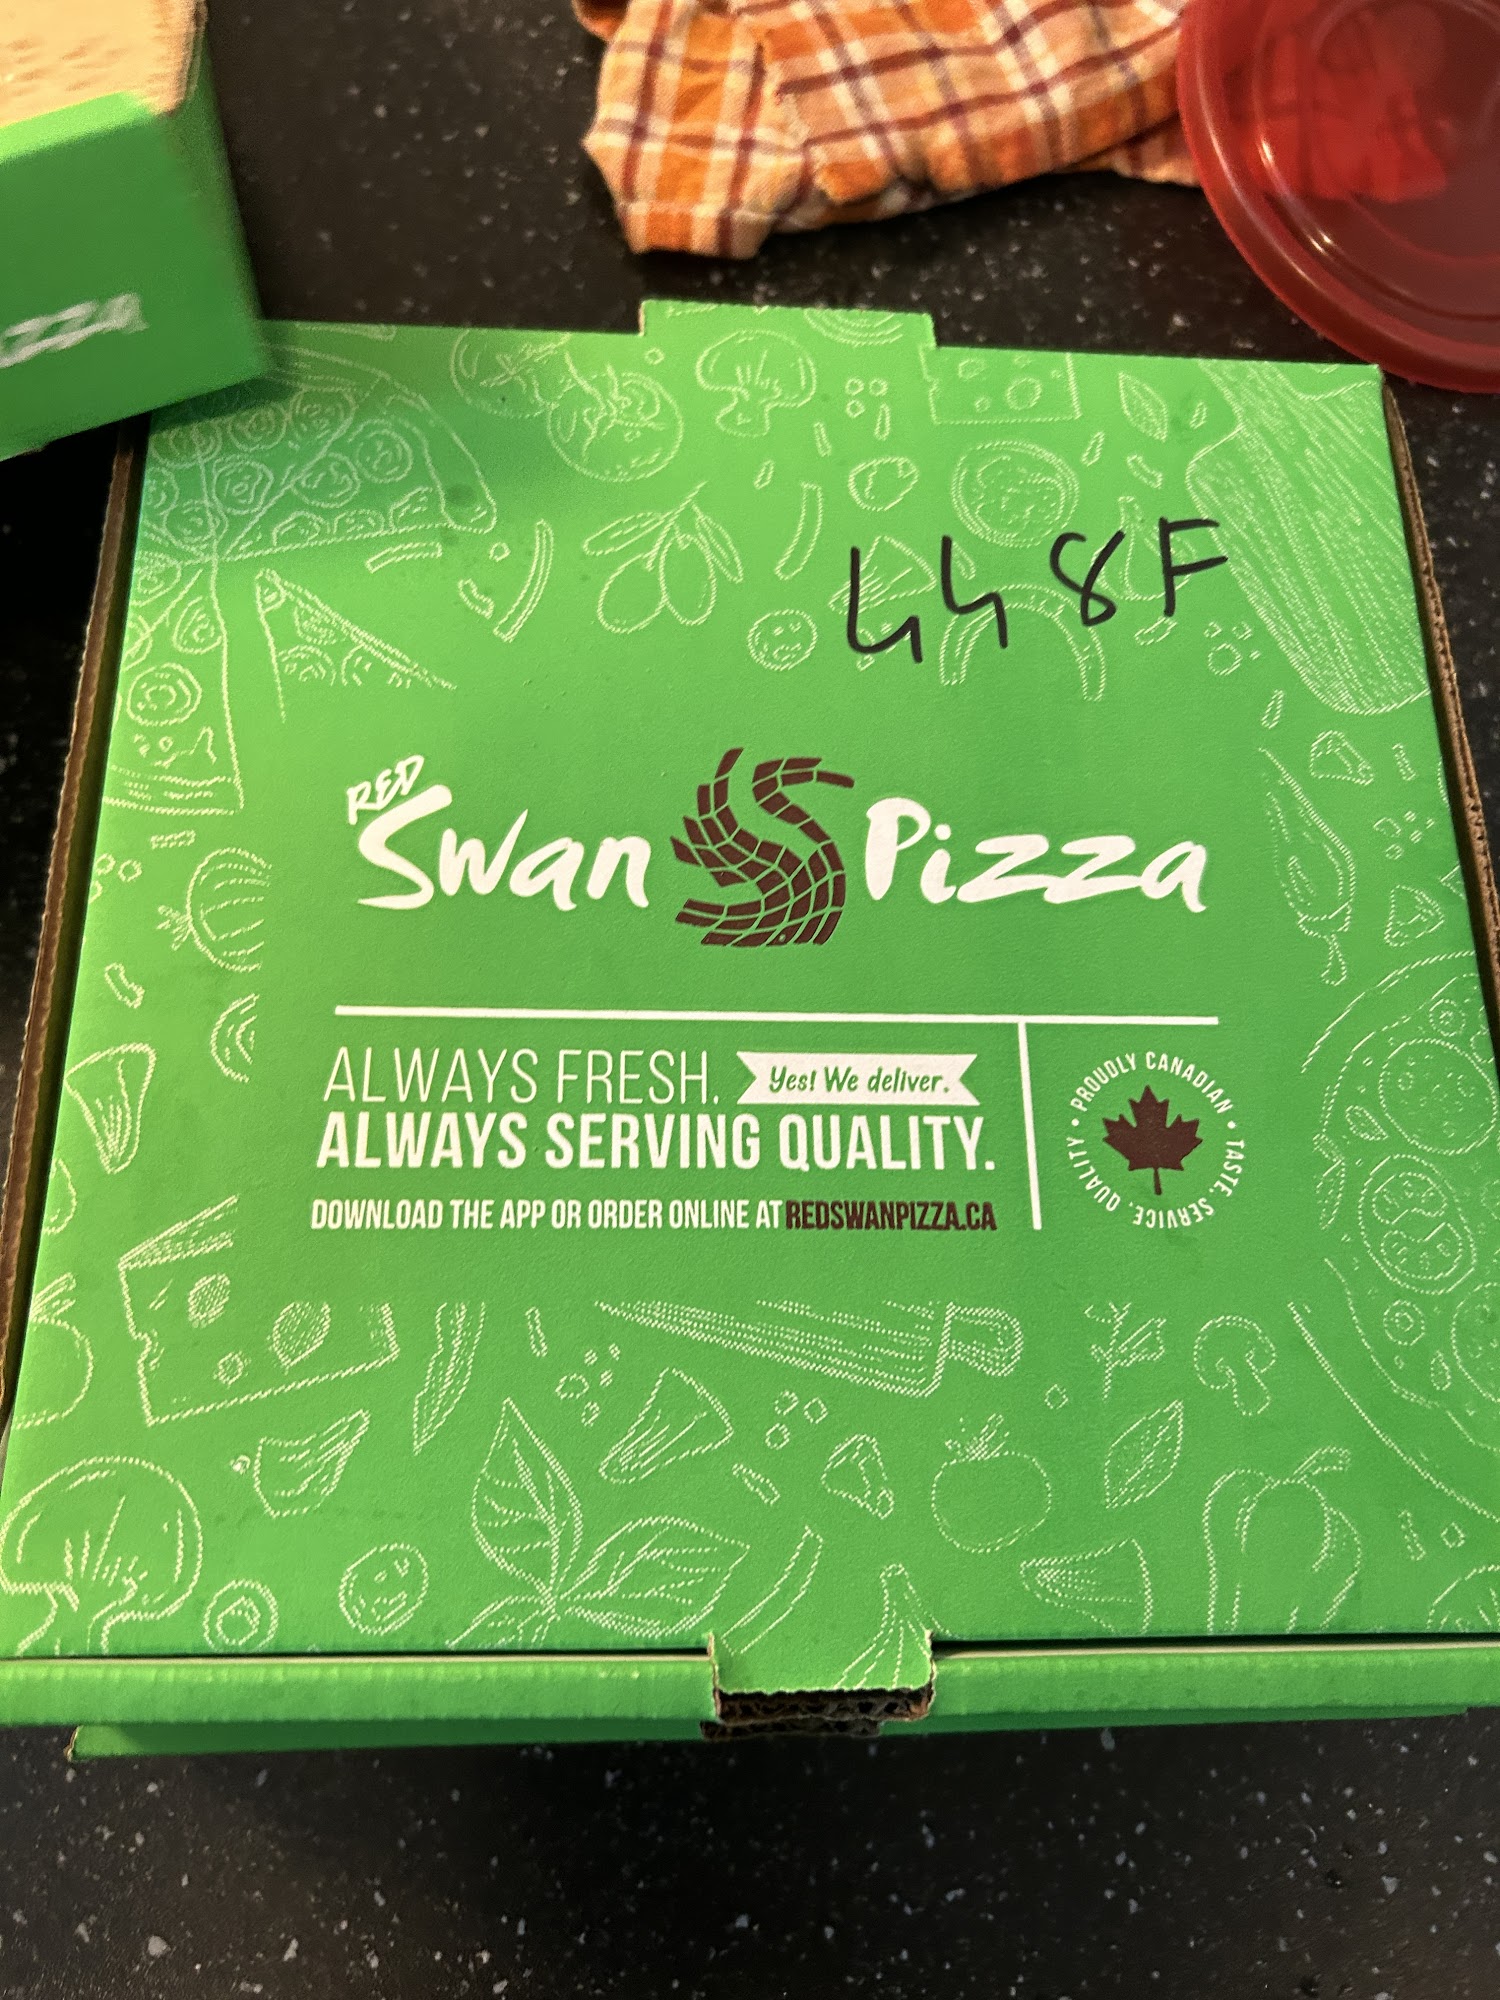 zza
448F
RED
Swan Pizza
ALWAYS FRESH. Yes! We deliver.
ALWAYS SERVING QUALITY.
DOWNLOAD THE APP OR ORDER ONLINE AT REDSWANPIZZA.CA
• PROUDLY CANADIAN • TASTE. SERVICE. QUALITY